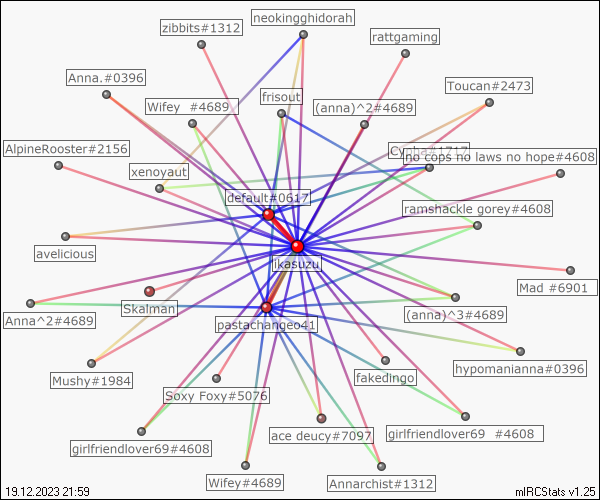 neokingghidorah
zibbits#1312
rattgaming
Anna.#0396
Toucan#2473
frisout
Wifey #4689
(anna)^2#4689
AlpineRooster#2156
Cypha#1717
no cops no laws no hope#4608
xenoyaut
default#0617
ramshackle gorey#4608
avelicious
likasuzu
Mad #6901
Skalman
Anna^2#4689
(anna)^3#4689
pastachangeo41
hypomanianna#0396
Mushy#1984
fakedingo
Soxy Foxy#5076
girlfriendlover69#4608
ace deucy#7097
girlfriendlover69 #4608
Wifey#4689
Annarchist#1312
19.12.2023 21:59
mIRCStats v1.25